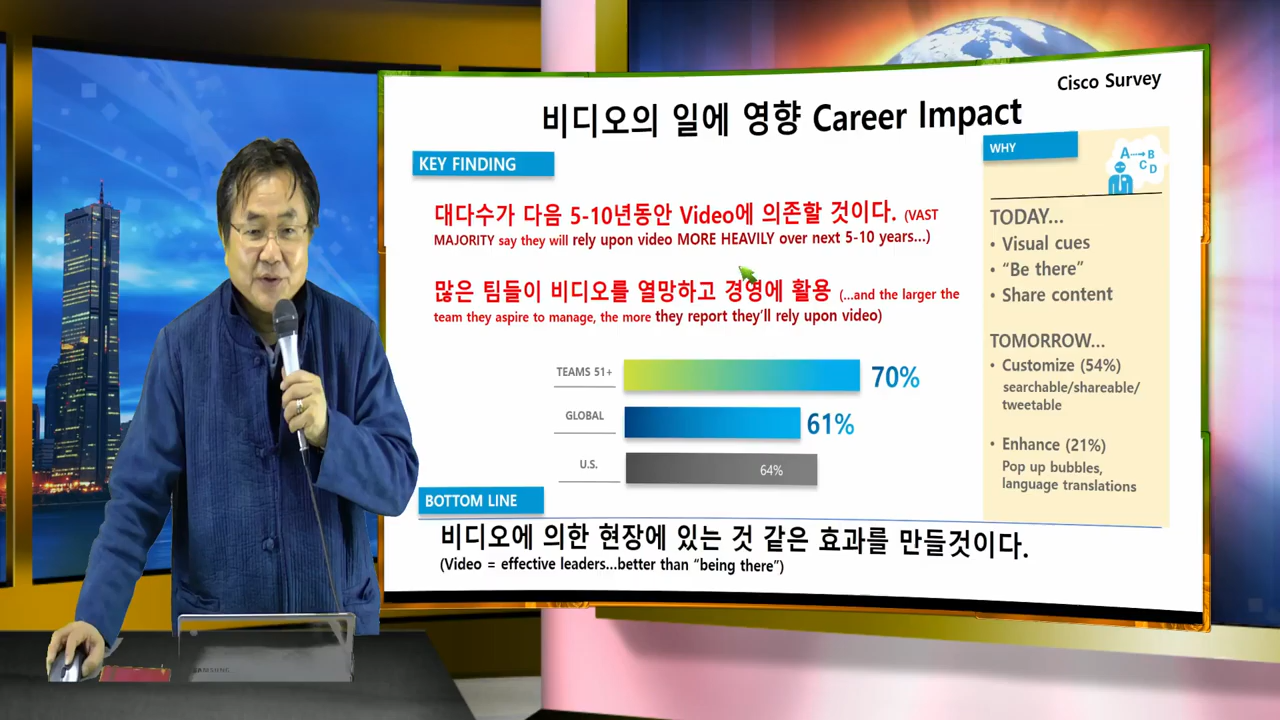 Cisco Survey
비디오의 일에 영향 Career Impact
KEY FINDING
대다수가 다음 5-10년동안 Video에 의존할 것이다. (VAST
MAJORITY say they will rely upon video MORE HEAVILY over next 5-10 years...)
많은 팀들이 비디오를 열망하고 경영에 활용 (...and the larger the
team they aspire to manage, the more they report they'll rely upon video)
TEAMS 51+ 70%
GLOBAL 61%
U.S. 64%
BOTTOM LINE
비디오에 의한 현장에 있는 것 같은 효과를 만들것이다.
(Video = effective leaders...better than “being there”)
WHY
A B
C D
TODAY...
• Visual cues
• “Be there”
• Share content
TOMORROW...
• Customize (54%)
searchable/shareable/
tweetable
• Enhance (21%)
Pop up bubbles,
language translations
SAMSUNG